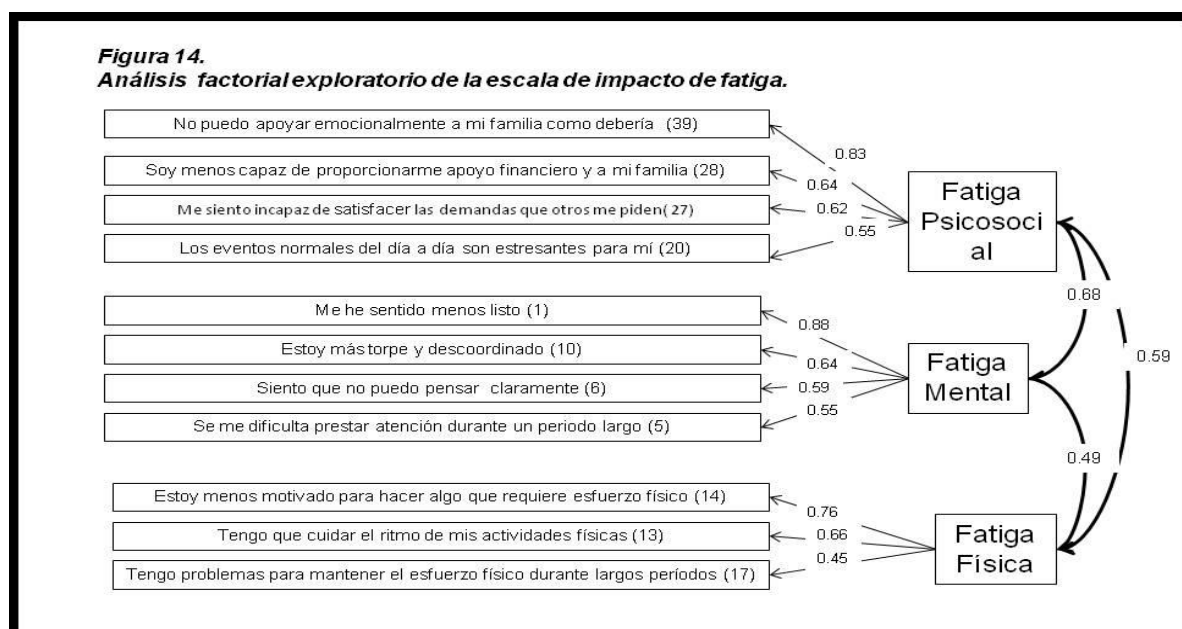 Figura 14.
Análisis factorial exploratorio de la escala de impacto de fatiga.
No puedo apoyar emocionalmente a mi familia como debería (39)
Soy menos capaz de proporcionarme apoyo financiero y a mi familia (28)
Me siento incapaz de satisfacer las demandas que otros me piden( 27)
Los eventos normales del día a día son estresantes para mí (20)
0.83
0.64
0.62
0.55
Fatiga
Psicosoci
al
Me he sentido menos listo (1)
Estoy más torpe y descoordinado (10)
Siento que no puedo pensar claramente (6)
Se me dificulta prestar atención durante un periodo largo (5)
0.88
0.64
0.59
0.55
Fatiga
Mental
0.68
0.59
0.49
Estoy menos motivado para hacer algo que requiere esfuerzo físico (14)
Tengo que cuidar el ritmo de mis actividades físicas (13)
Tengo problemas para mantener el esfuerzo físico durante largos períodos (17)
0.76
0.66
0.45
Fatiga
Física